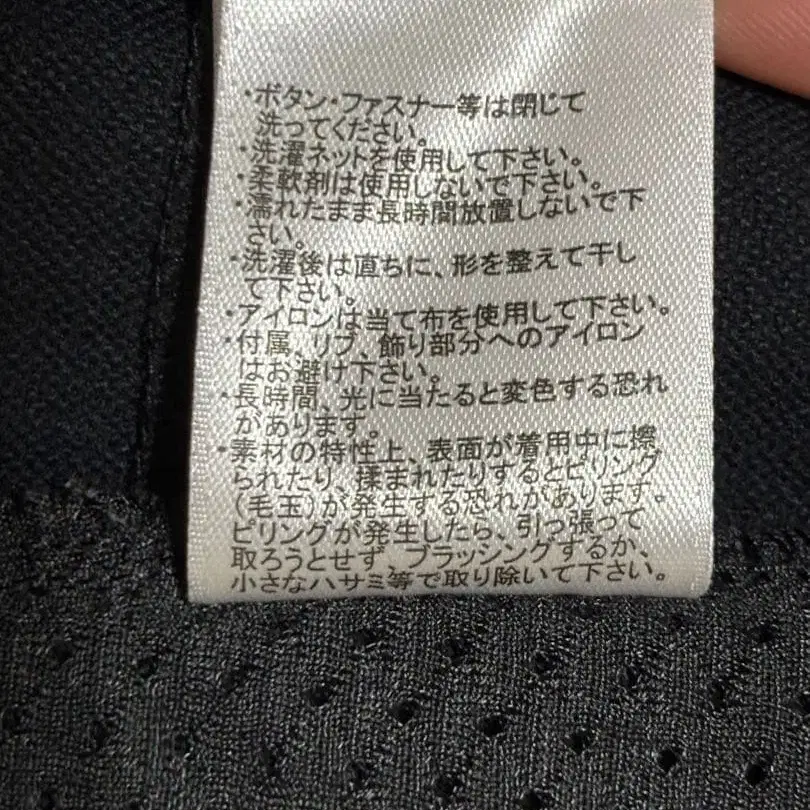 ・ボタン・ファスナー等は閉じて
洗ってください。
・洗濯ネットを使用して下さい。
・柔軟剤は使用しないで下さい。
・濡れたまま長時間放置しないで下
さい。
・洗濯後は直ちに、形を整えて干し
て下さい。
・アイロンは当て布を使用して下さい。
・付属、リブ、飾り部分へのアイロン
はお避け下さい。
・長時間、光に当たると変色する恐れ
があります。
・素材の特性上、表面が着用中に擦
られたり、揉まれたりするとピリング
(毛玉)が発生する恐れがあります。
ピリングが発生したら、引っ張って
取ろうとせず、ブラッシングするか、
小さなハサミ等で取り除いて下さい。